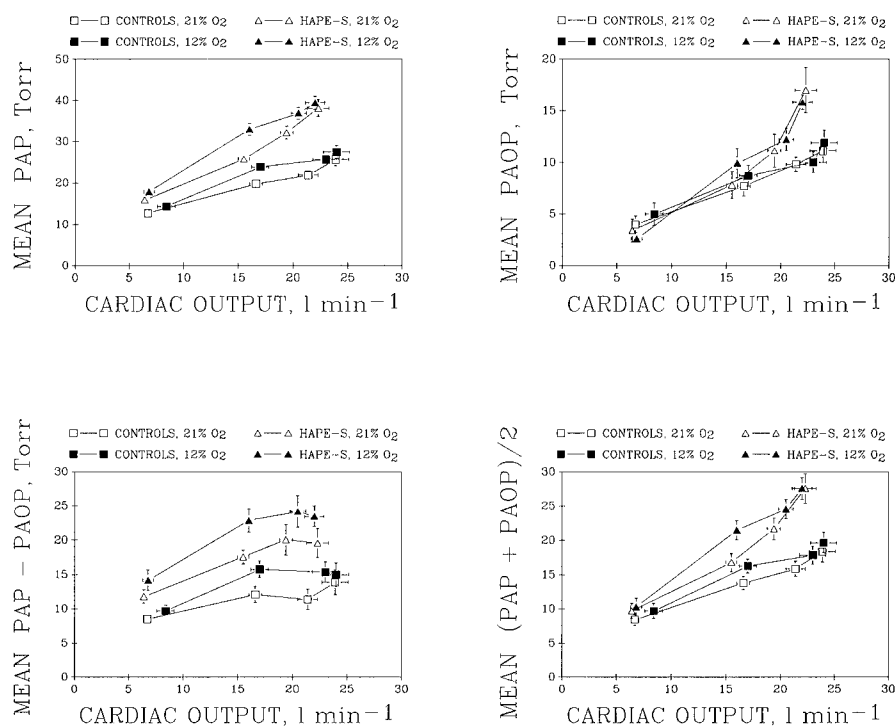 CONTROLS, 21% O2 HAPE-S, 21% O2
CONTROLS, 12% O2 HAPE-S, 12% O2
MEAN PAP, Torr
50
40
30
20
10
0
0 5 10 15 20 25 30
CARDIAC OUTPUT, l min-1
CONTROLS, 21% O2 HAPE-S, 21% O2
CONTROLS, 12% O2 HAPE-S, 12% O2
MEAN PAOP, Torr
20
15
10
5
0
0 5 10 15 20 25 30
CARDIAC OUTPUT, l min-1
CONTROLS, 21% O2 HAPE-S, 21% O2
CONTROLS, 12% O2 HAPE-S, 12% O2
MEAN PAP - PAOP, Torr
30
25
20
15
10
5
0
0 5 10 15 20 25 30
CARDIAC OUTPUT, l min-1
CONTROLS, 21% O2 HAPE-S, 21% O2
CONTROLS, 12% O2 HAPE-S, 12% O2
MEAN (PAP + PAOP)/2
30
25
20
15
10
5
0
0 5 10 15 20 25 30
CARDIAC OUTPUT, l min-1